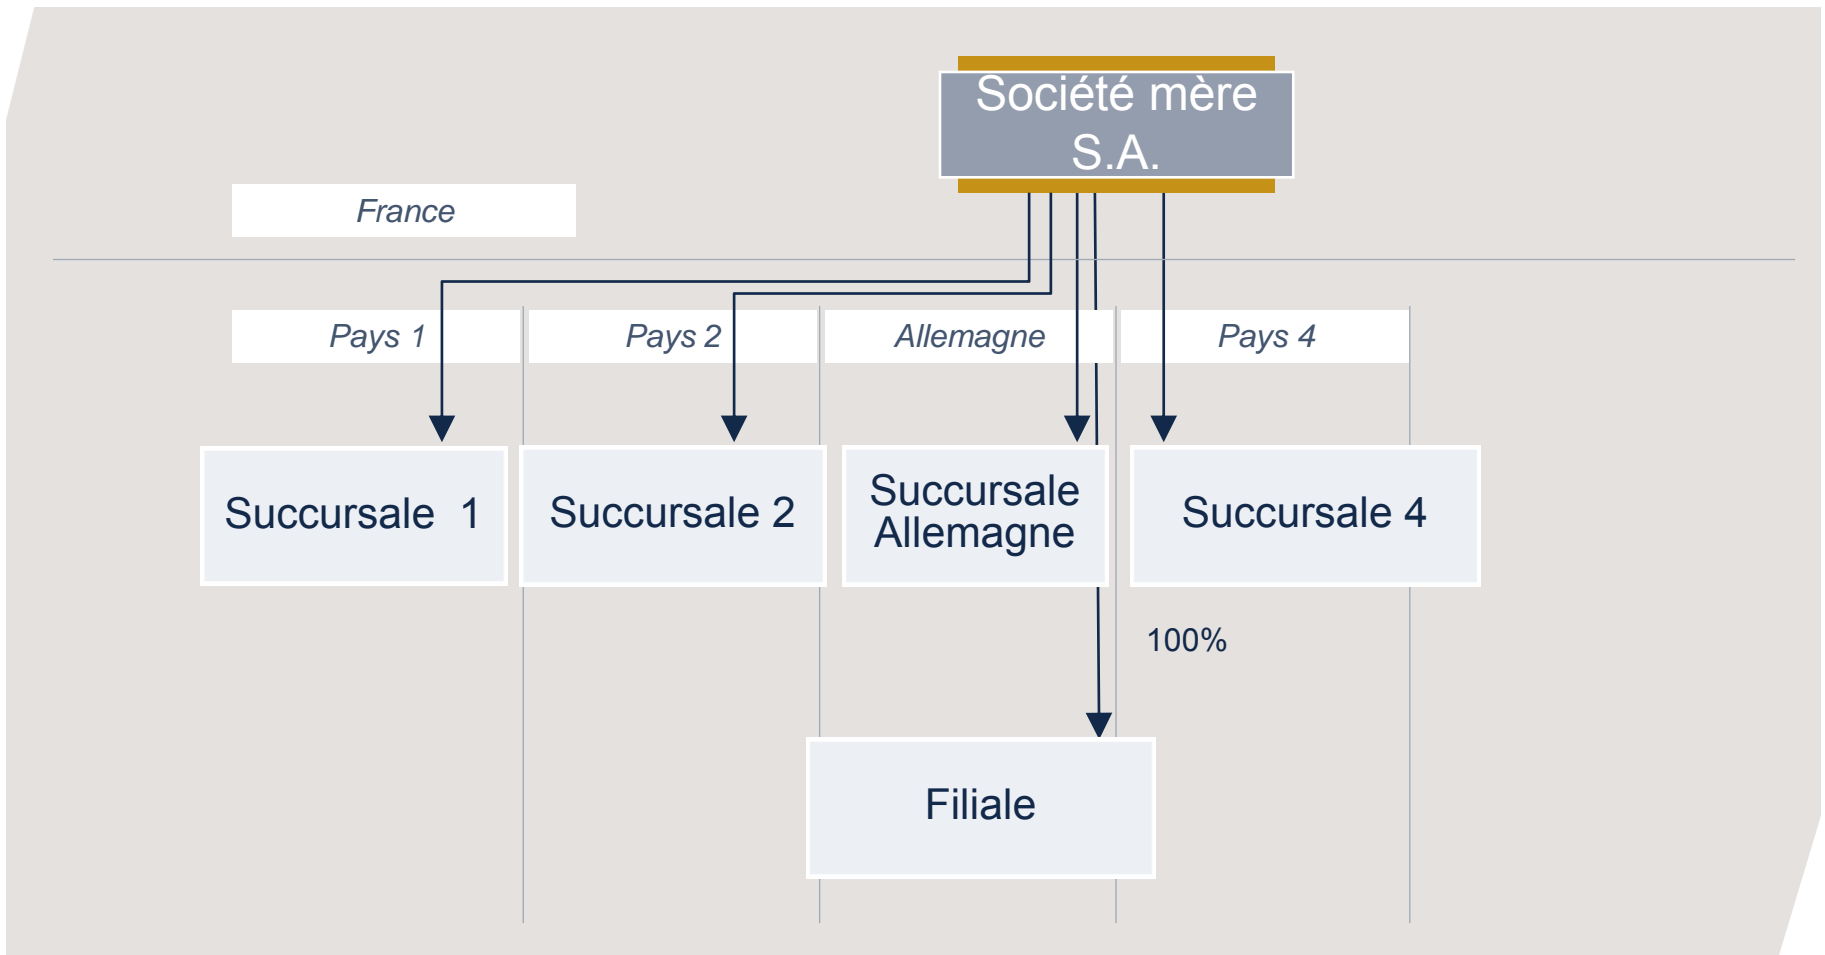 Société mère
S.A.
France
Pays 1
Pays 2
Allemagne
Pays 4
Succursale 1
Succursale 2
Succursale
Allemagne
Succursale 4
100%
Filiale